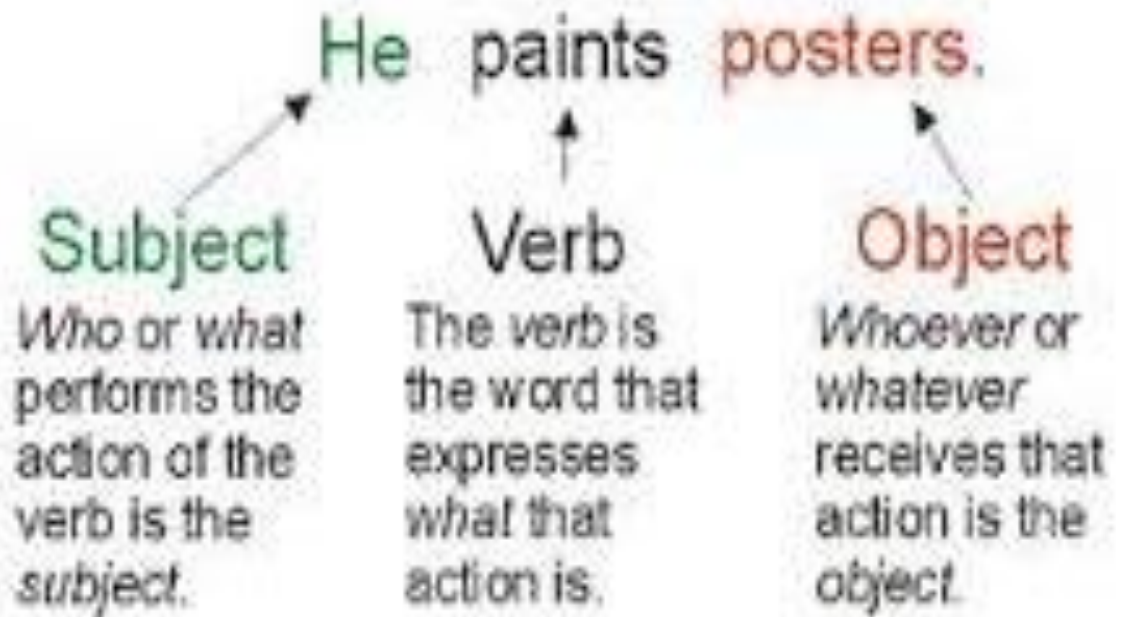 He paints posters.
Subject
Who or what
performs the
action of the
verb is the
subject.
Verb
The verb is
the word that
expresses
what that
action is.
Object
Whoever or
whatever
receives that
action is the
object.